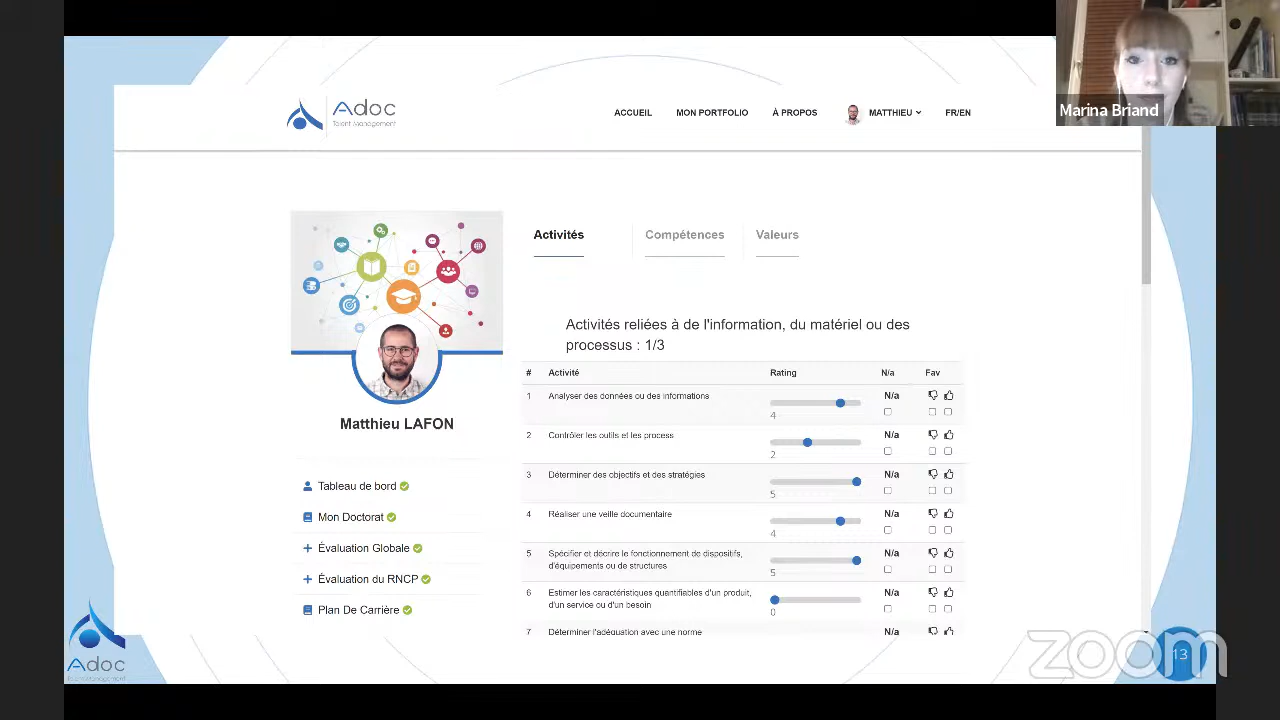 Marina Briand
Adoc
Talent Management
ACCUEIL
MON PORTFOLIO
À PROPOS
MATTHIEU
FR/EN
Matthieu LAFON
Tableau de bord
Mon Doctorat
Évaluation Globale
Évaluation du RNCP
Plan De Carrière
Activités
Compétences
Valeurs
Activités reliées à de l'information, du matériel ou des
processus : 1/3
# Activité Rating N/a Fav
1 Analyser des données ou des informations N/a
4
2 Contrôler les outils et les process N/a
2
3 Déterminer des objectifs et des stratégies N/a
5
4 Réaliser une veille documentaire N/a
4
5 Spécifier et décrire le fonctionnement de dispositifs, N/a
d'équipements ou de structures
5
6 Estimer les caractéristiques quantifiables d'un produit, N/a
d'un service ou d'un besoin
0
7 Déterminer l'adéquation avec une norme N/a
Adoc
Talent Management
zoom
13